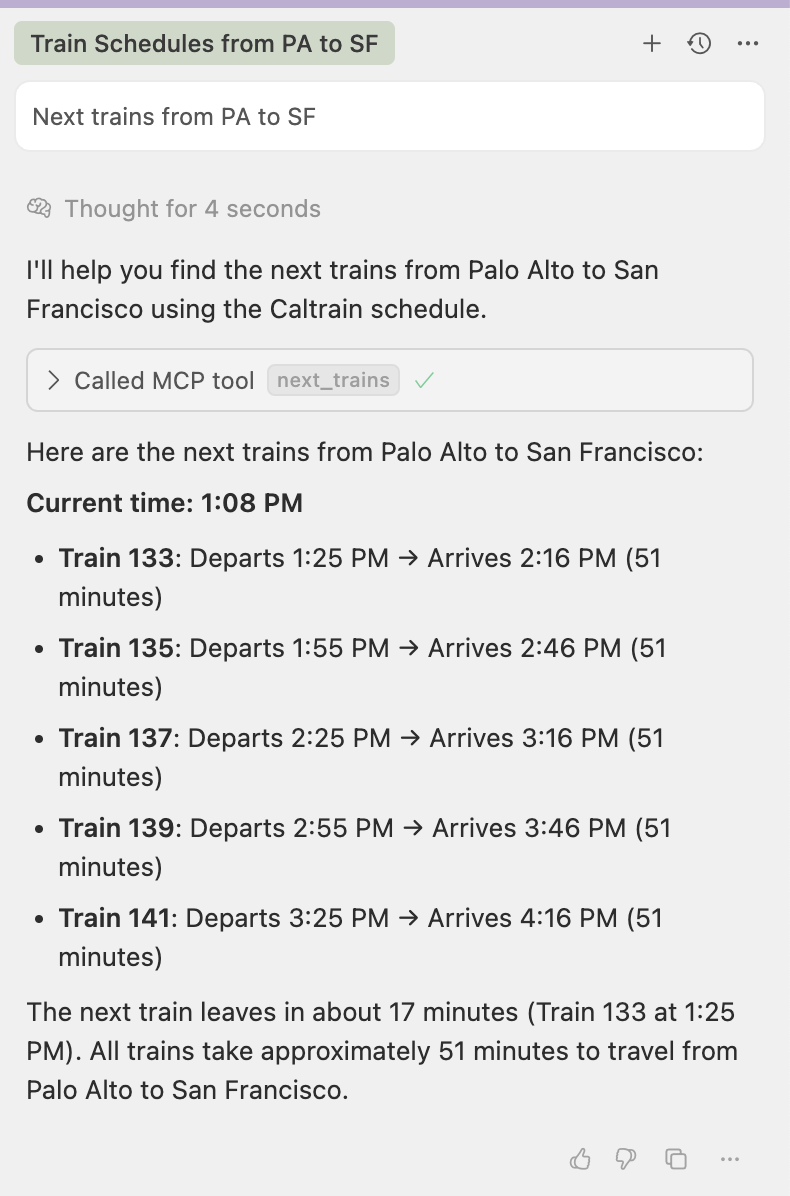 Train Schedules from PA to SF
Next trains from PA to SF
Thought for 4 seconds
I'll help you find the next trains from Palo Alto to San
Francisco using the Caltrain schedule.
Called MCP tool next_trains
Here are the next trains from Palo Alto to San Francisco:
Current time: 1:08 PM
• Train 133: Departs 1:25 PM → Arrives 2:16 PM (51
minutes)
• Train 135: Departs 1:55 PM → Arrives 2:46 PM (51
minutes)
• Train 137: Departs 2:25 PM → Arrives 3:16 PM (51
minutes)
• Train 139: Departs 2:55 PM → Arrives 3:46 PM (51
minutes)
• Train 141: Departs 3:25 PM → Arrives 4:16 PM (51
minutes)
The next train leaves in about 17 minutes (Train 133 at 1:25
PM). All trains take approximately 51 minutes to travel from
Palo Alto to San Francisco.